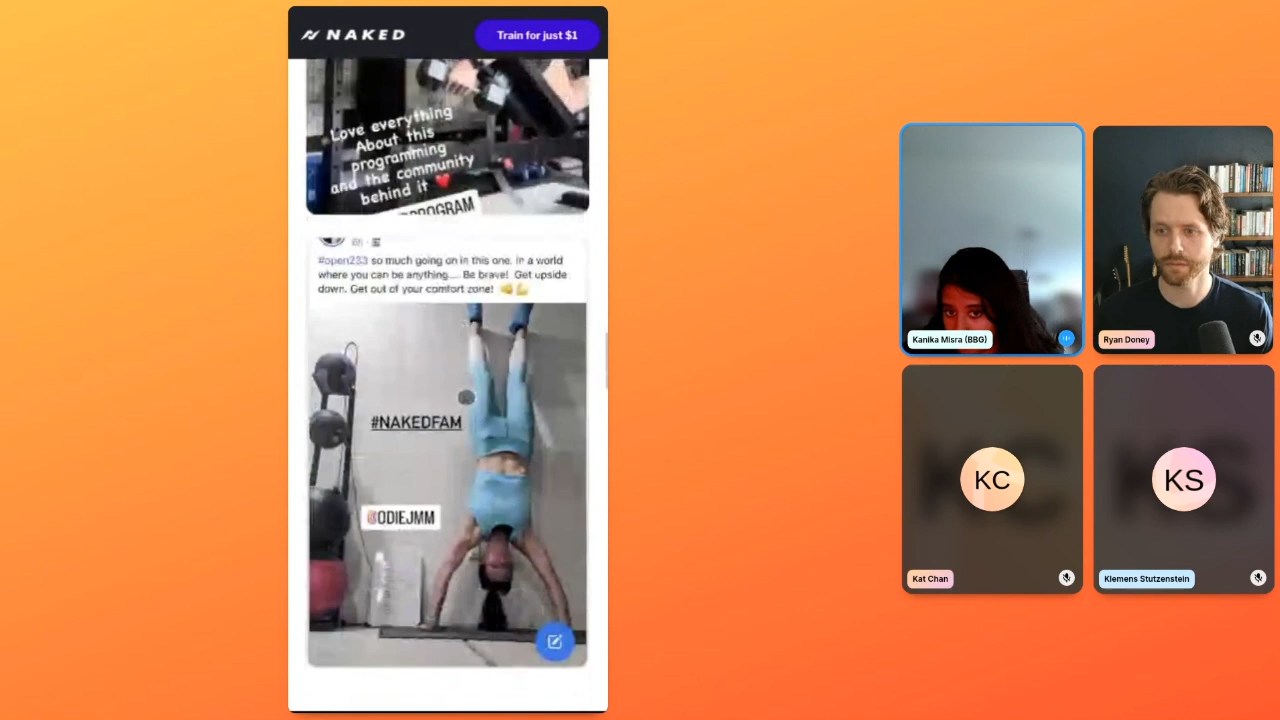 NAKED
Train for just $1
Love everything
About this
programming
and the community
behind it ❤️
PROGRAM
#open233 so much going on in this one. In a world
where you can be anything.... Be brave! Get upside
down. Get out of your comfort zone! 🤜💪
#NAKEDFAM
@ODIEJMM
Kanika Misra (BBG)
Ryan Doney
KC
Kat Chan
KS
Klemens Stutzenstein